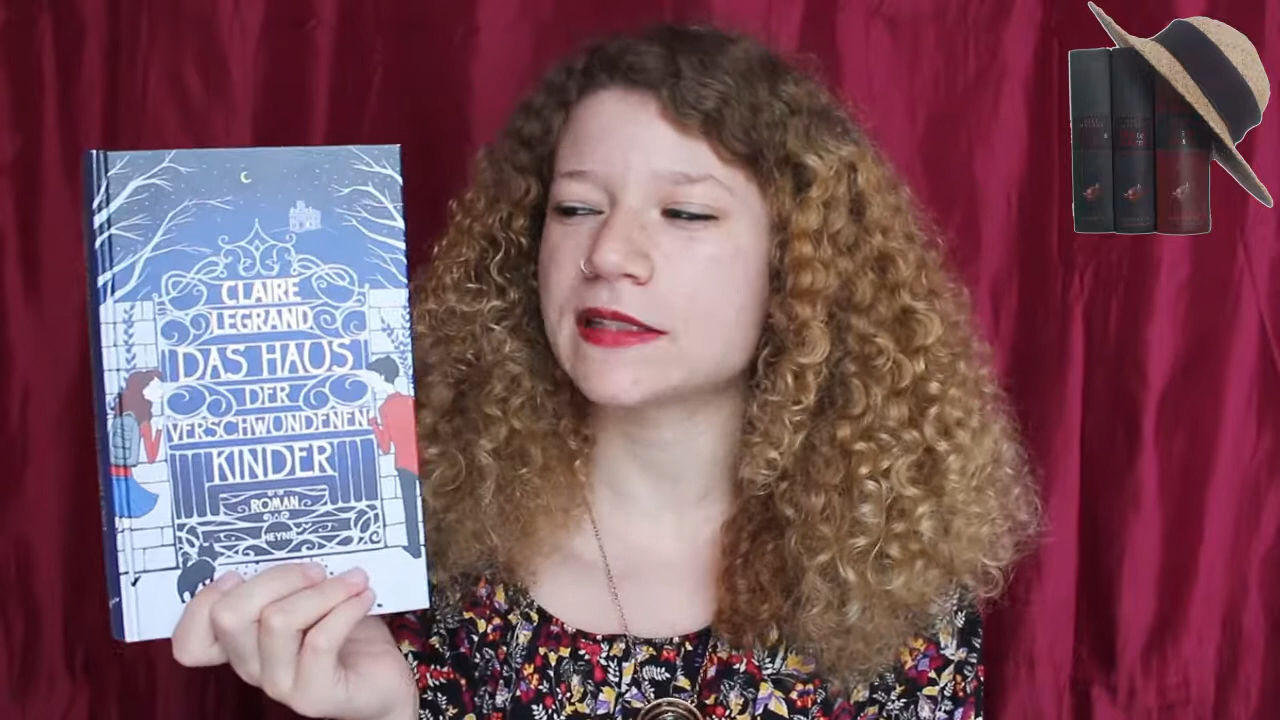 CLAIRE
LEGRAND
DAS HAUS
DER
VERSCHWUNDENEN
KINDER
ROMAN
HEYNE